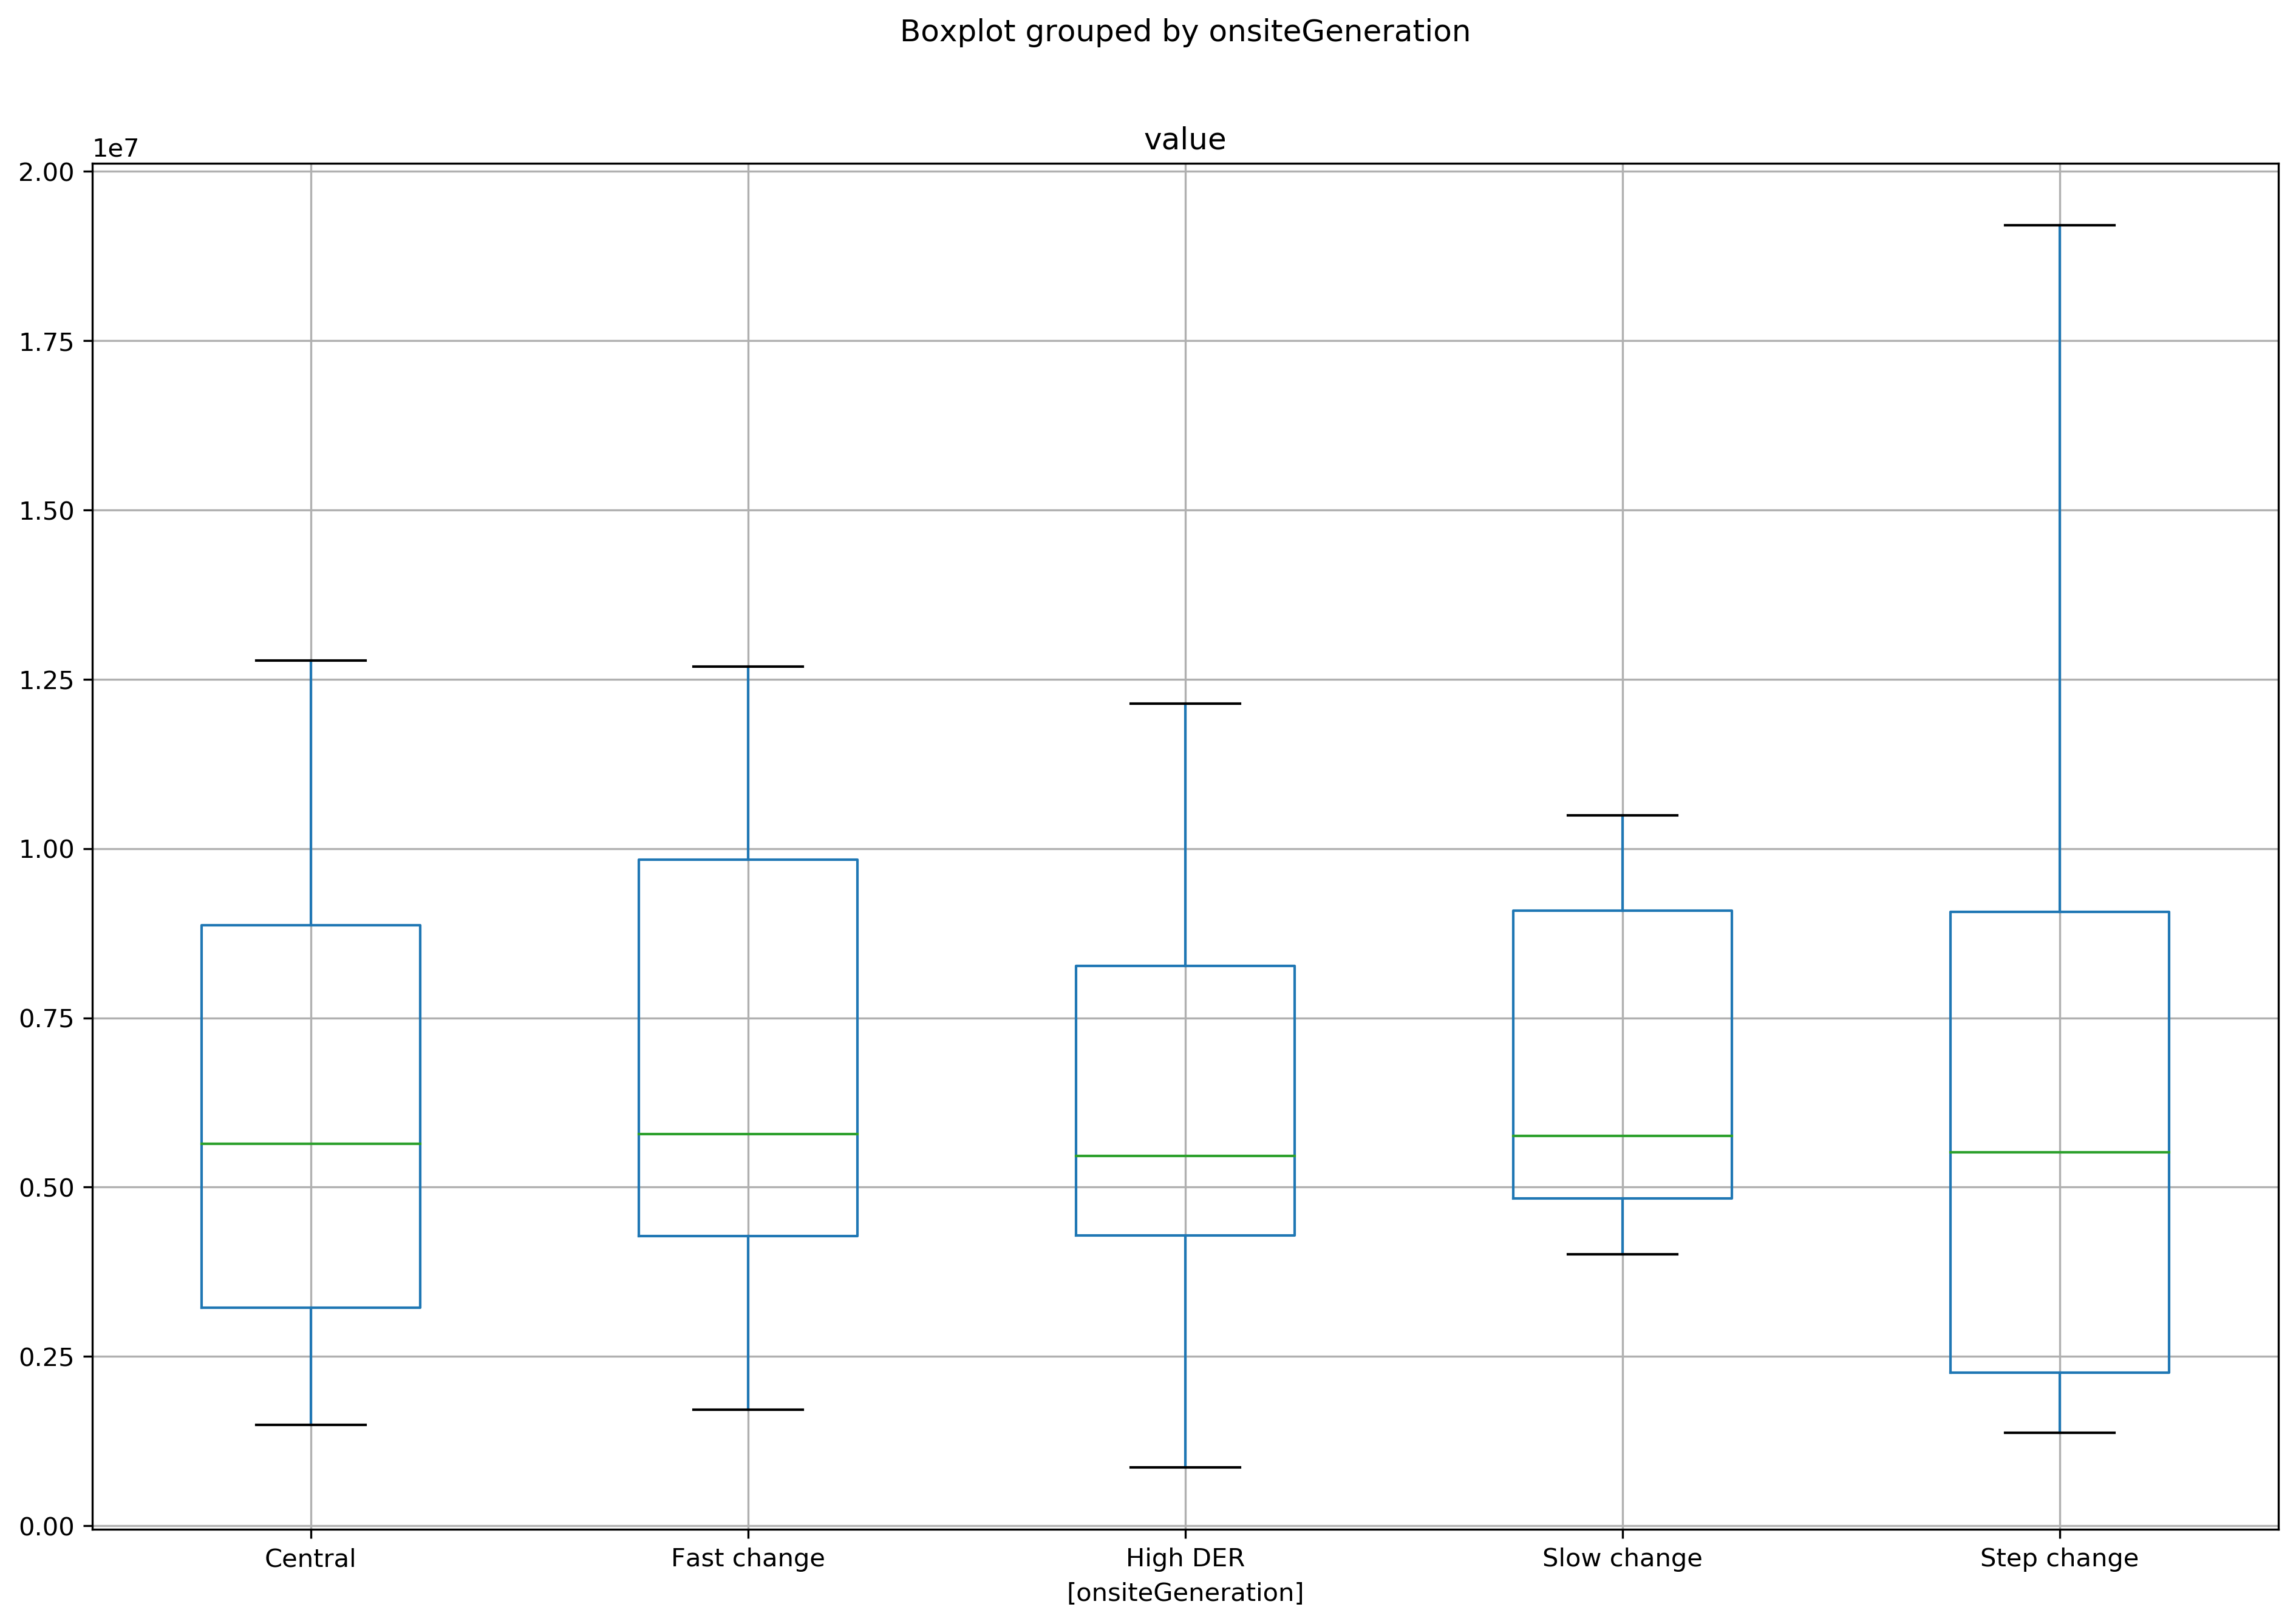 Boxplot grouped by onsiteGeneration
value
1e7
2.00
1.75
1.50
1.25
1.00
0.75
0.50
0.25
0.00
Central Fast change High DER Slow change Step change
[onsiteGeneration]